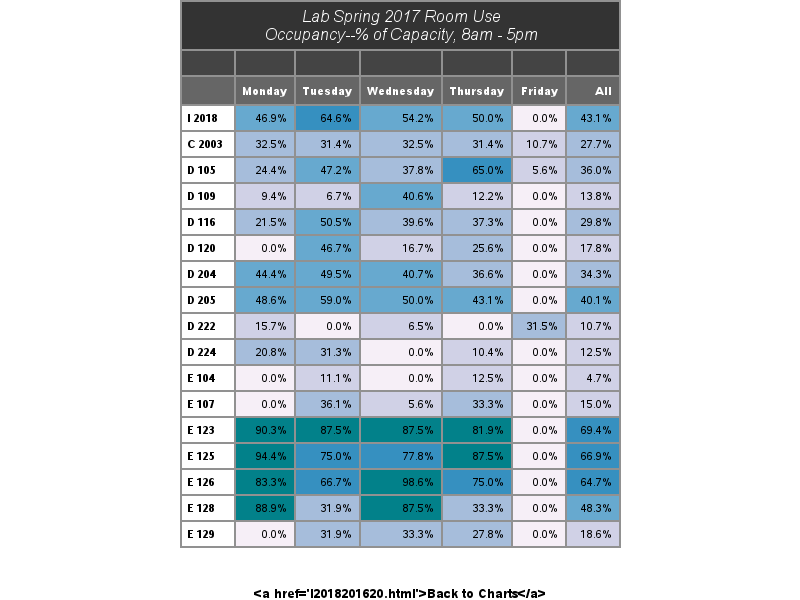 Lab Spring 2017 Room Use
Occupancy--% of Capacity, 8am - 5pm
Monday Tuesday Wednesday Thursday Friday All
I 2018 46.9% 64.6% 54.2% 50.0% 0.0% 43.1%
C 2003 32.5% 31.4% 32.5% 31.4% 10.7% 27.7%
D 105 24.4% 47.2% 37.8% 65.0% 5.6% 36.0%
D 109 9.4% 6.7% 40.6% 12.2% 0.0% 13.8%
D 116 21.5% 50.5% 39.6% 37.3% 0.0% 29.8%
D 120 0.0% 46.7% 16.7% 25.6% 0.0% 17.8%
D 204 44.4% 49.5% 40.7% 36.6% 0.0% 34.3%
D 205 48.6% 59.0% 50.0% 43.1% 0.0% 40.1%
D 222 15.7% 0.0% 6.5% 0.0% 31.5% 10.7%
D 224 20.8% 31.3% 0.0% 10.4% 0.0% 12.5%
E 104 0.0% 11.1% 0.0% 12.5% 0.0% 4.7%
E 107 0.0% 36.1% 5.6% 33.3% 0.0% 15.0%
E 123 90.3% 87.5% 87.5% 81.9% 0.0% 69.4%
E 125 94.4% 75.0% 77.8% 87.5% 0.0% 66.9%
E 126 83.3% 66.7% 98.6% 75.0% 0.0% 64.7%
E 128 88.9% 31.9% 87.5% 33.3% 0.0% 48.3%
E 129 0.0% 31.9% 33.3% 27.8% 0.0% 18.6%
<a href='I2018201620.html'>Back to Charts</a>